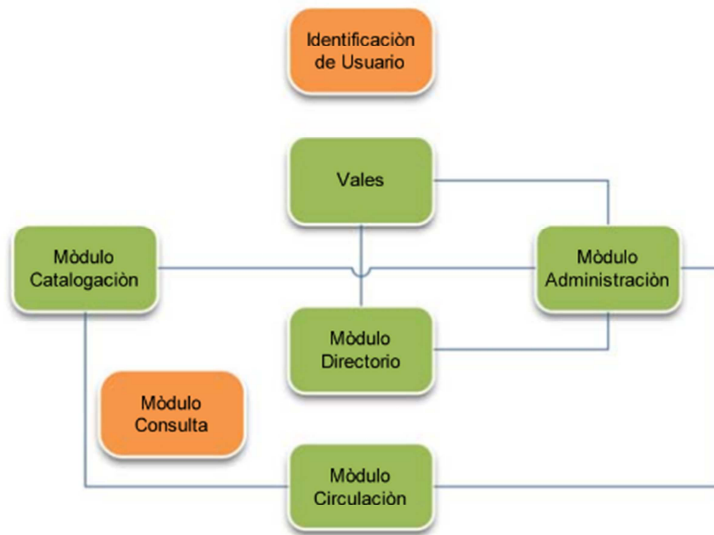 Identificaciòn
de Usuario
Vales
Mòdulo
Catalogaciòn
Mòdulo
Administraciòn
Mòdulo
Directorio
Mòdulo
Consulta
Mòdulo
Circulaciòn